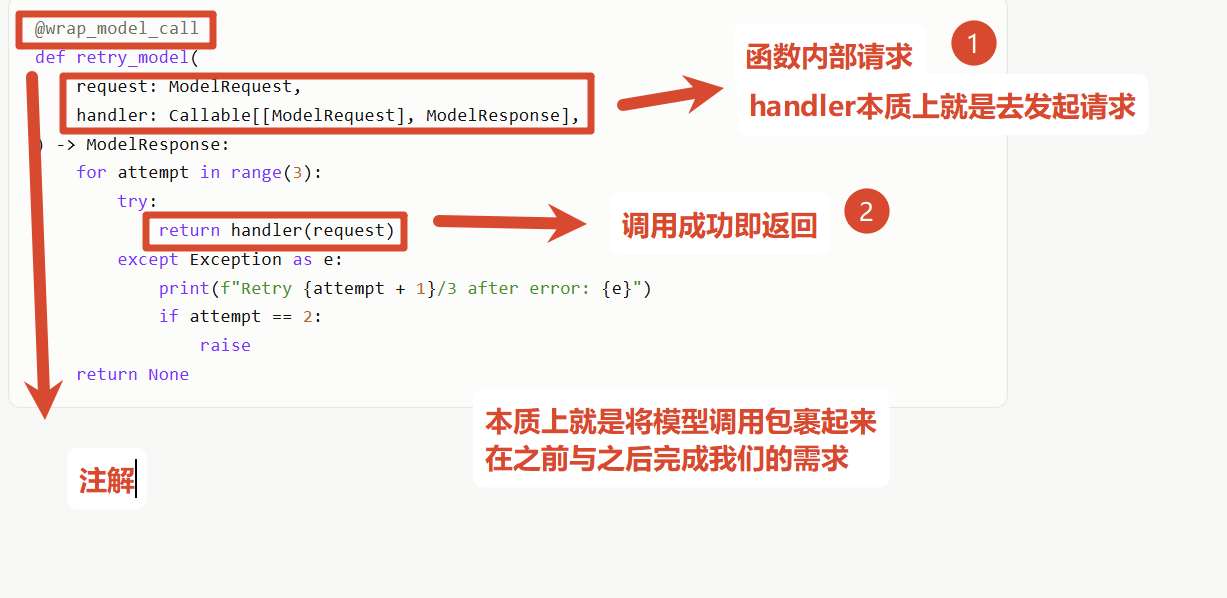 @wrap_model_call
def retry_model(
request: ModelRequest,
handler: Callable[[ModelRequest], ModelResponse],
) -> ModelResponse:
for attempt in range(3):
try:
return handler(request)
except Exception as e:
print(f"Retry {attempt + 1}/3 after error: {e}")
if attempt == 2:
raise
return None
函数内部请求
1
handler本质上就是去发起请求
调用成功即返回
2
本质上就是将模型调用包裹起来
在之前与之后完成我们的需求
注解